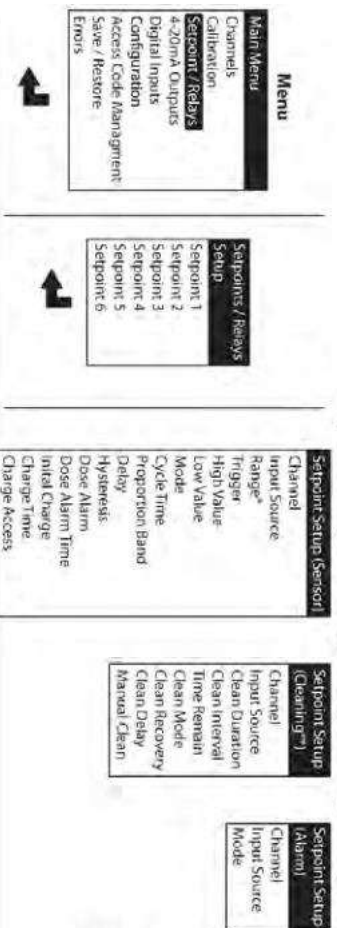 Menu
Main Menu
Channels
Calibration
Setpoint / Relays
4-20mA Outputs
Digital Inputs
Configuration
Access Code Managment
Save / Restore
Errors
Setpoints / Relays
Setup
Setpoint 1
Setpoint 2
Setpoint 3
Setpoint 4
Setpoint 5
Setpoint 6
Setpoint Setup (Sensor)
Channel
Input Source
Range*
Trigger
High Value
Low Value
Mode
Cycle Time
Proportion Band
Delay
Hysteresis
Dose Alarm
Dose Alarm Time
Inital Charge
Charge Time
Charge Access
Setpoint Setup
(Cleaning**)
Channel
Input Source
Clean Duration
Clean Interval
Time Remain
Clean Mode
Clean Recovery
Clean Delay
Manual Clean
Setpoint Setup
(Alarm)
Channel
Input Source
Mode